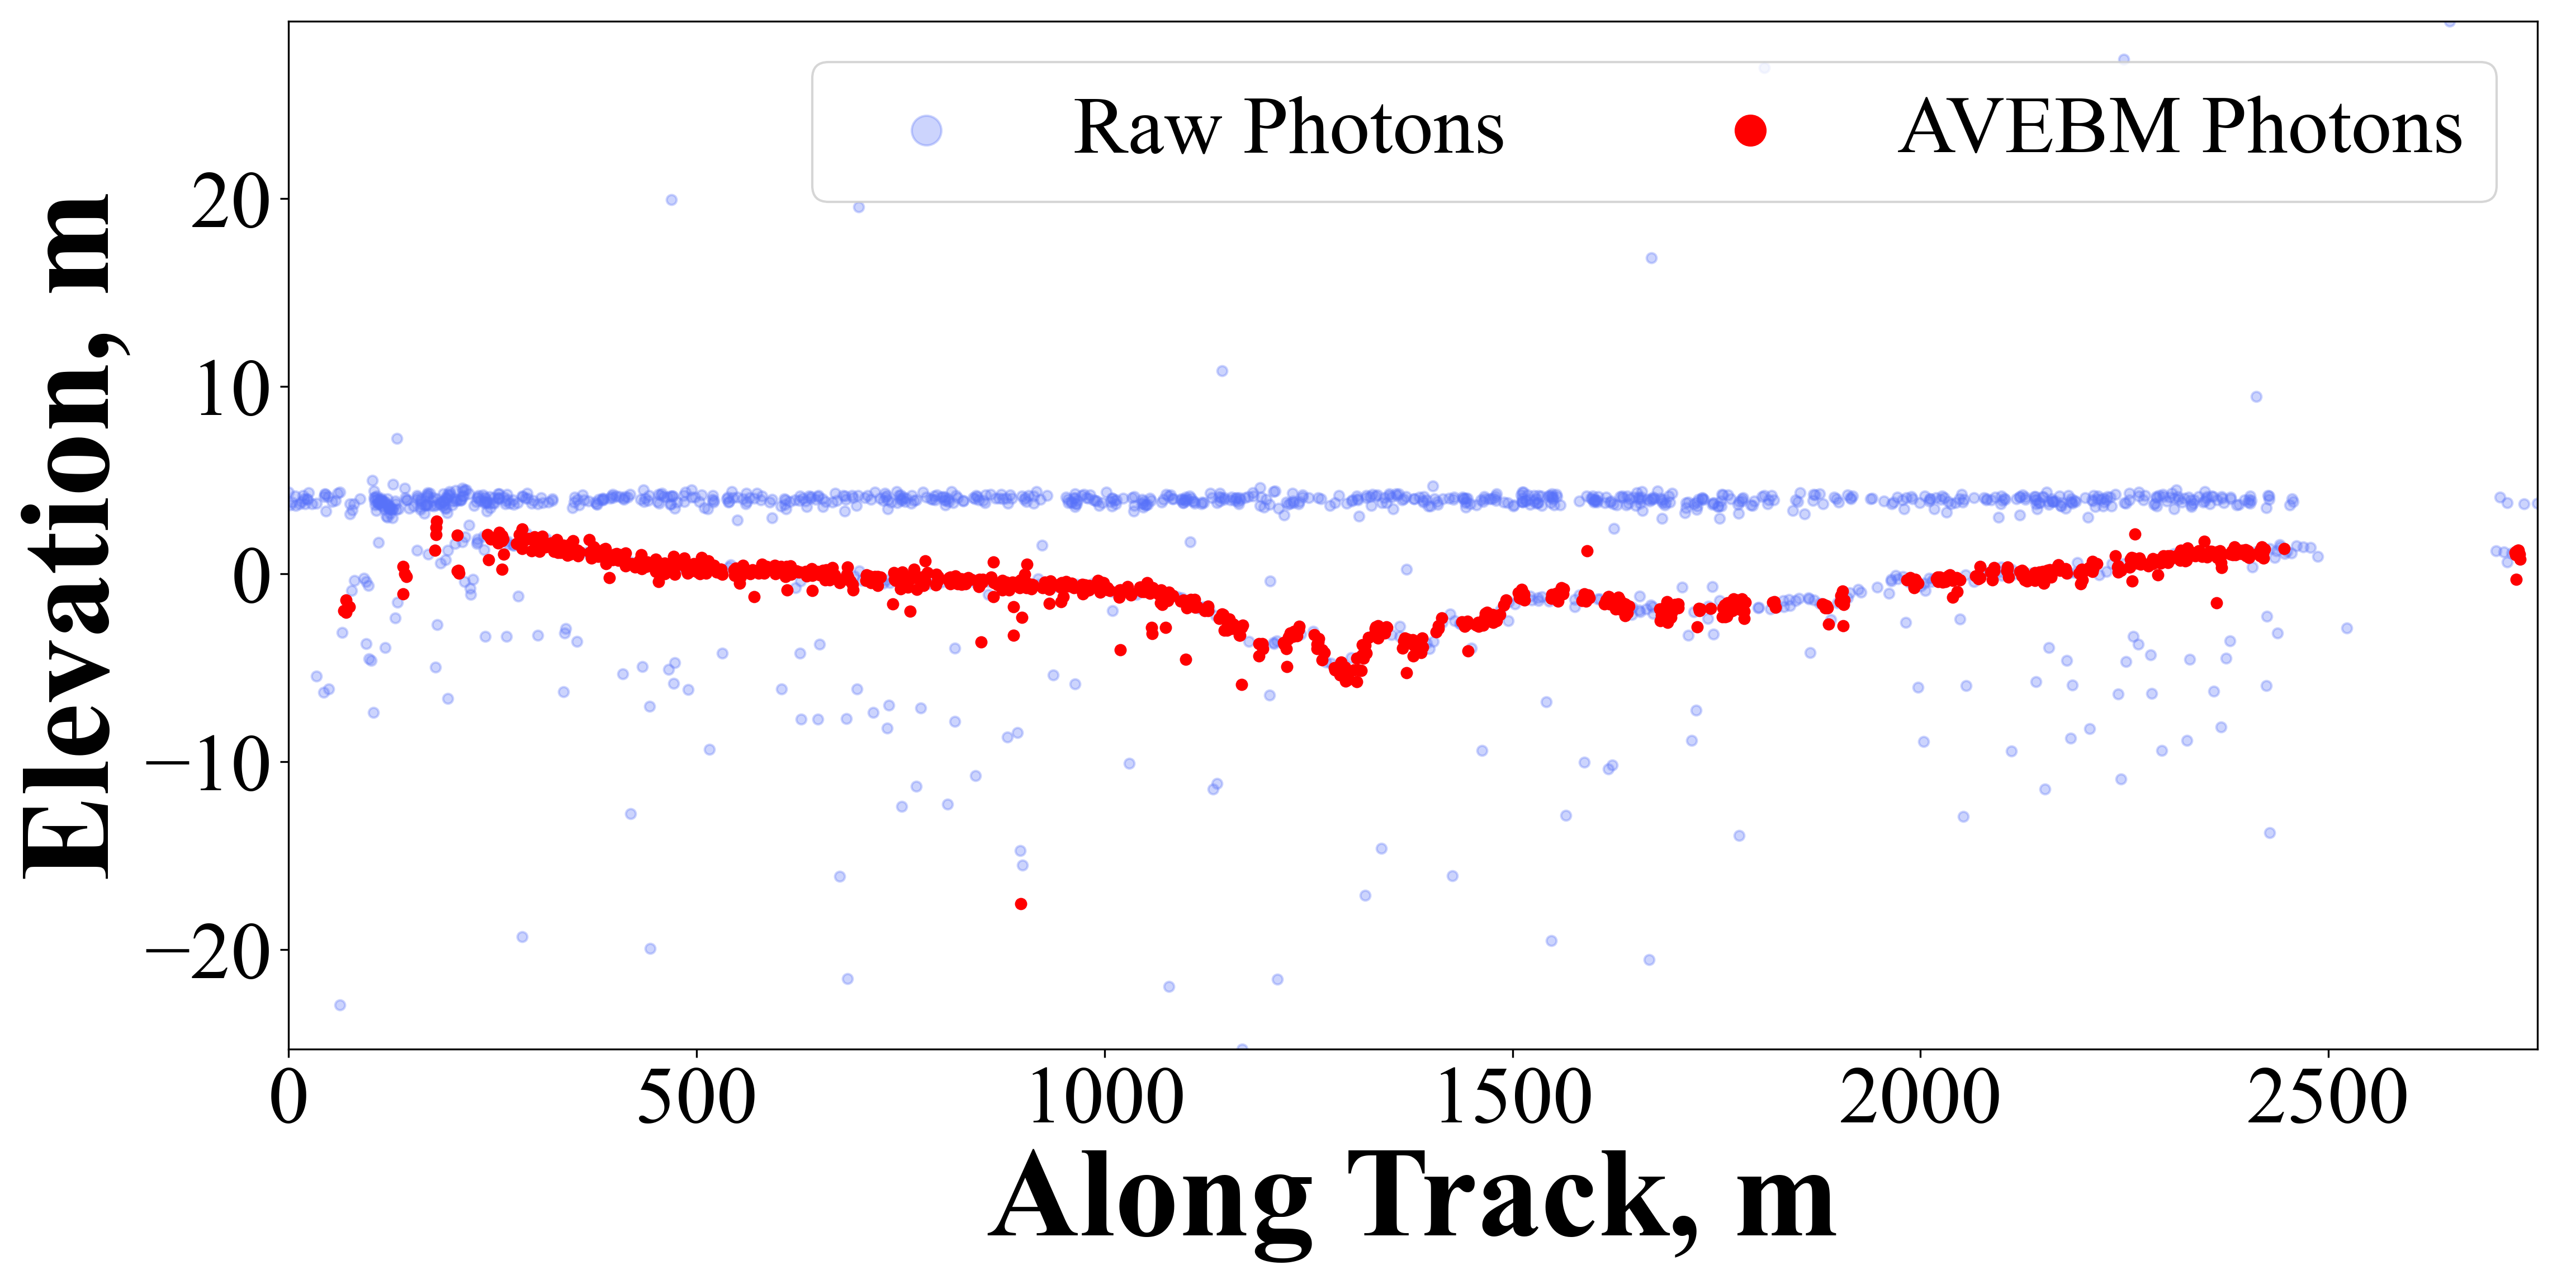 Raw Photons AVEBM Photons
Elevation, m
20
10
0
−10
−20
0 500 1000 1500 2000 2500
Along Track, m